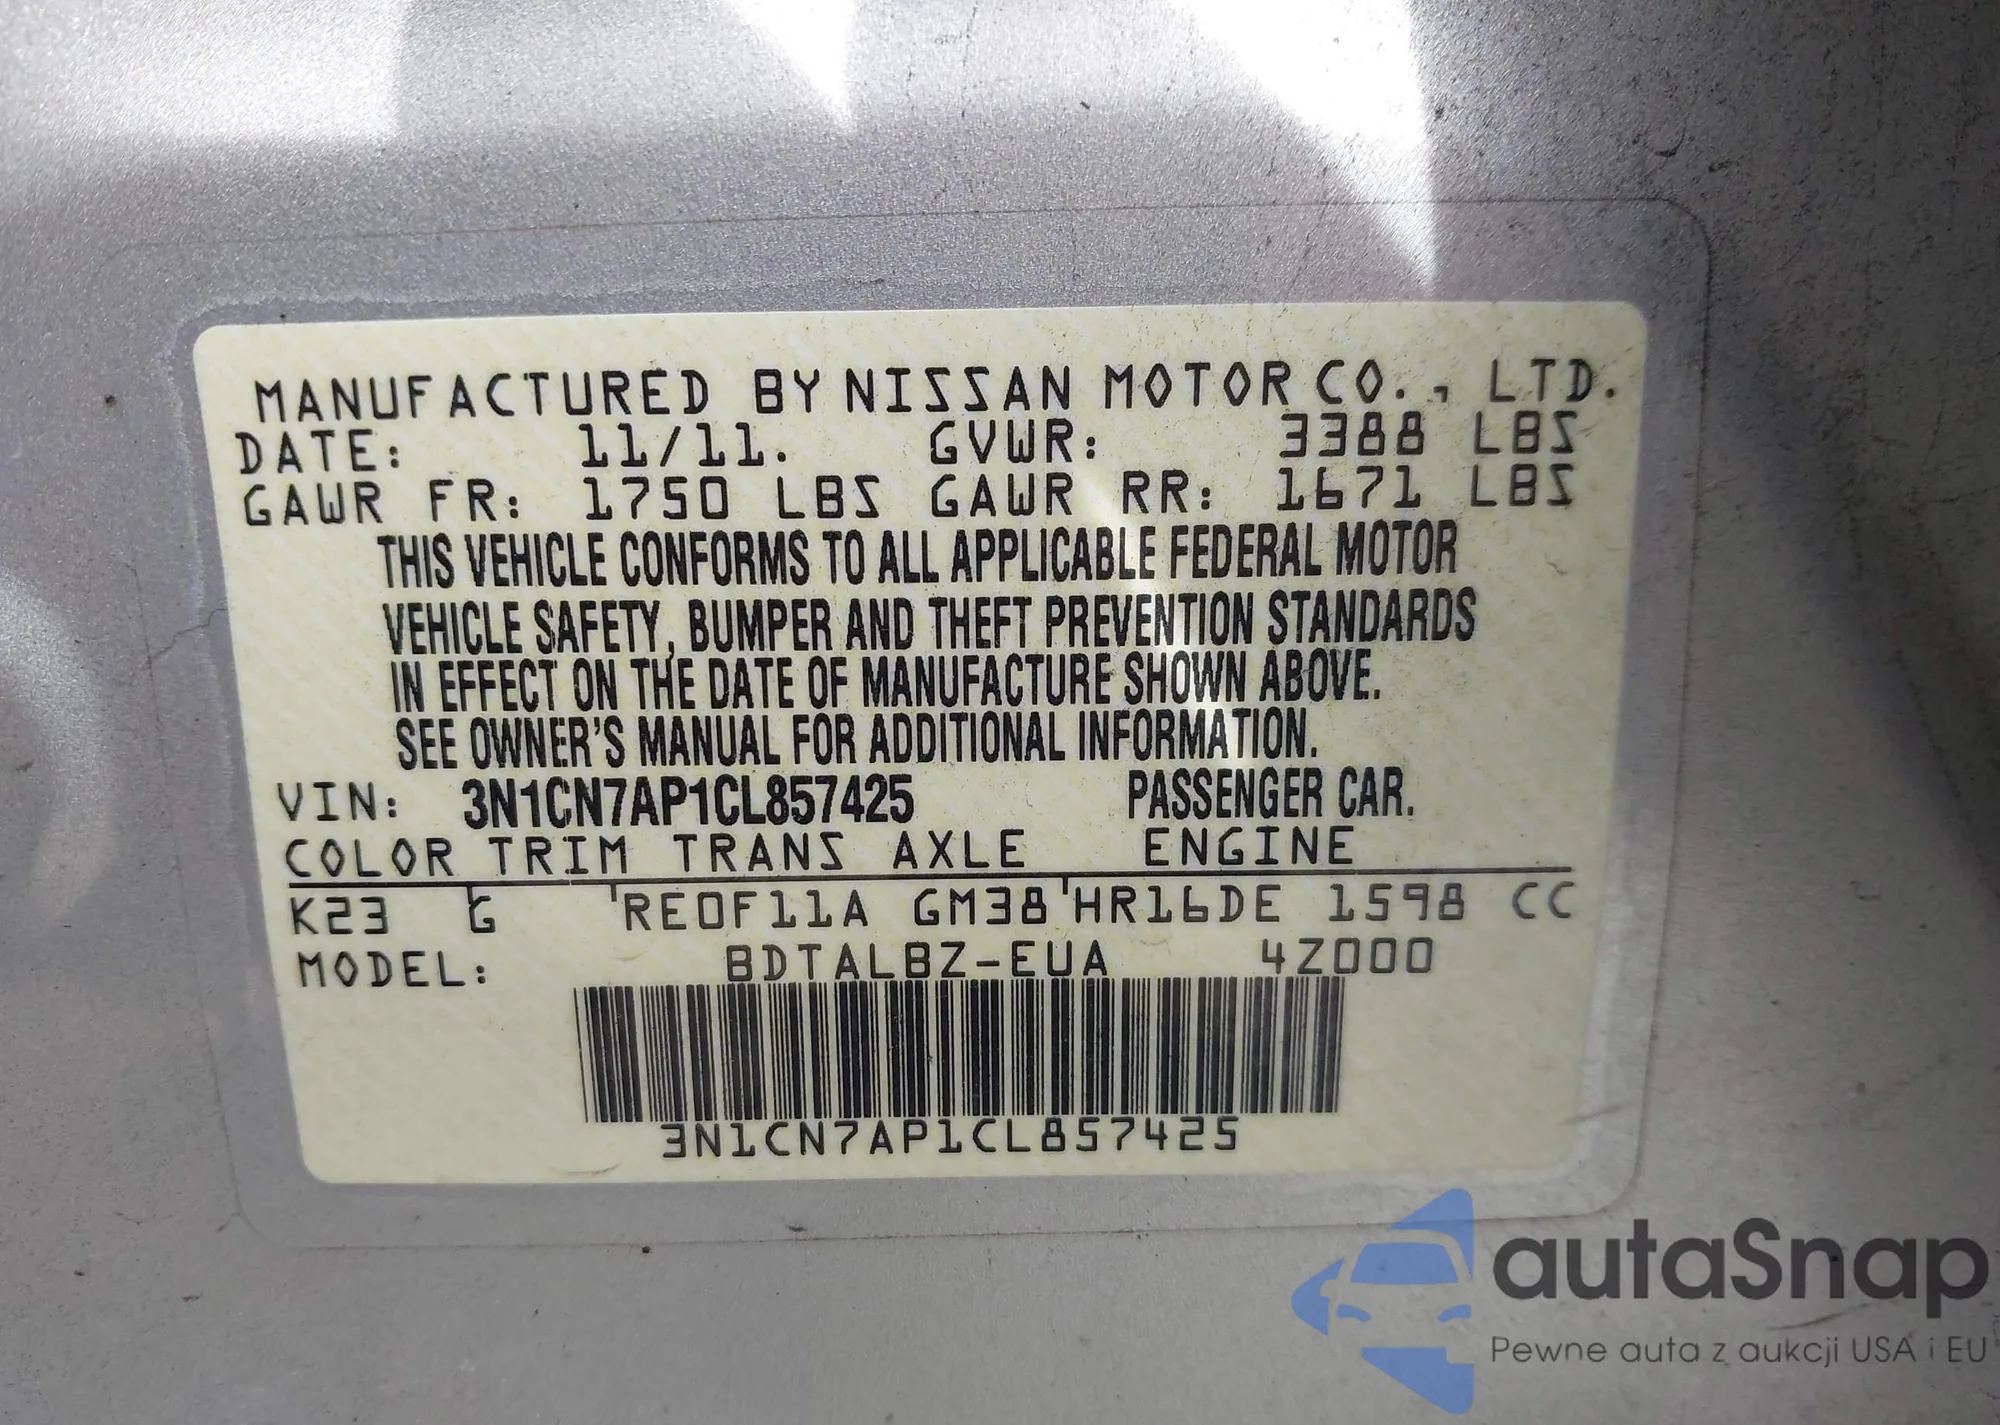 MANUFACTURED BY NISSAN MOTOR CO., LTD.
DATE: 11/11. GVWR: 3388 LBS
GAWR FR: 1750 LBS GAWR RR: 1671 LBS
THIS VEHICLE CONFORMS TO ALL APPLICABLE FEDERAL MOTOR
VEHICLE SAFETY, BUMPER AND THEFT PREVENTION STANDARDS
IN EFFECT ON THE DATE OF MANUFACTURE SHOWN ABOVE.
SEE OWNER'S MANUAL FOR ADDITIONAL INFORMATION.
VIN: 3N1CN7AP1CL857425 PASSENGER CAR.
COLOR TRIM TRANS AXLE ENGINE
K23 G RE0F11A GM38 HR16DE 1598 CC
MODEL: BDTALBZ-EUA 4Z000
3N1CN7AP1CL857425
autaSnap
Pewne auta z aukcji USA i EU